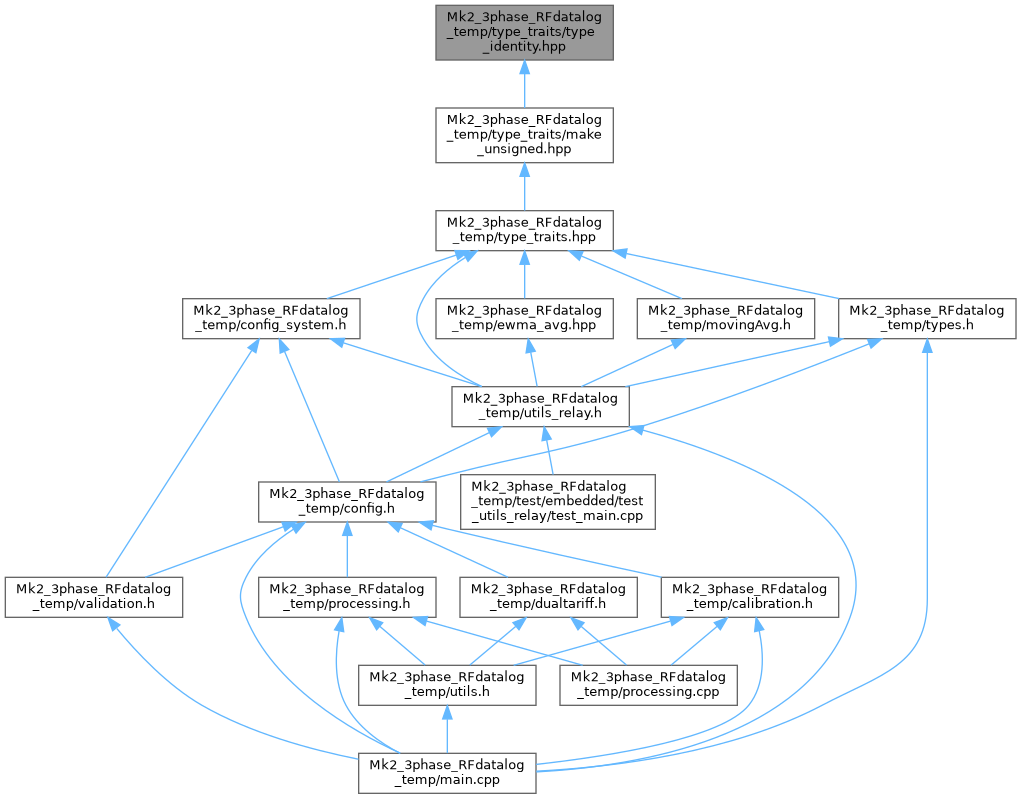 Mk2_3phase_RFdatalog
_temp/type_traits/type
_identity.hpp
Mk2_3phase_RFdatalog
_temp/type_traits/make
_unsigned.hpp
Mk2_3phase_RFdatalog
_temp/type_traits.hpp
Mk2_3phase_RFdatalog
_temp/config_system.h
Mk2_3phase_RFdatalog
_temp/ewma_avg.hpp
Mk2_3phase_RFdatalog
_temp/movingAvg.h
Mk2_3phase_RFdatalog
_temp/types.h
Mk2_3phase_RFdatalog
_temp/utils_relay.h
Mk2_3phase_RFdatalog
_temp/config.h
Mk2_3phase_RFdatalog
_temp/test/embedded/test
_utils_relay/test_main.cpp
Mk2_3phase_RFdatalog
_temp/validation.h
Mk2_3phase_RFdatalog
_temp/processing.h
Mk2_3phase_RFdatalog
_temp/dualtariff.h
Mk2_3phase_RFdatalog
_temp/calibration.h
Mk2_3phase_RFdatalog
_temp/utils.h
Mk2_3phase_RFdatalog
_temp/processing.cpp
Mk2_3phase_RFdatalog
_temp/main.cpp